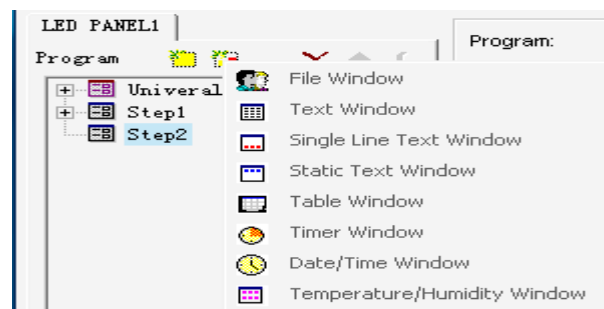 LED PANEL1
Program:
Program
Univeral
Step1
Step2
File Window
Text Window
Single Line Text Window
Static Text Window
Table Window
Timer Window
Date/Time Window
Temperature/Humidity Window